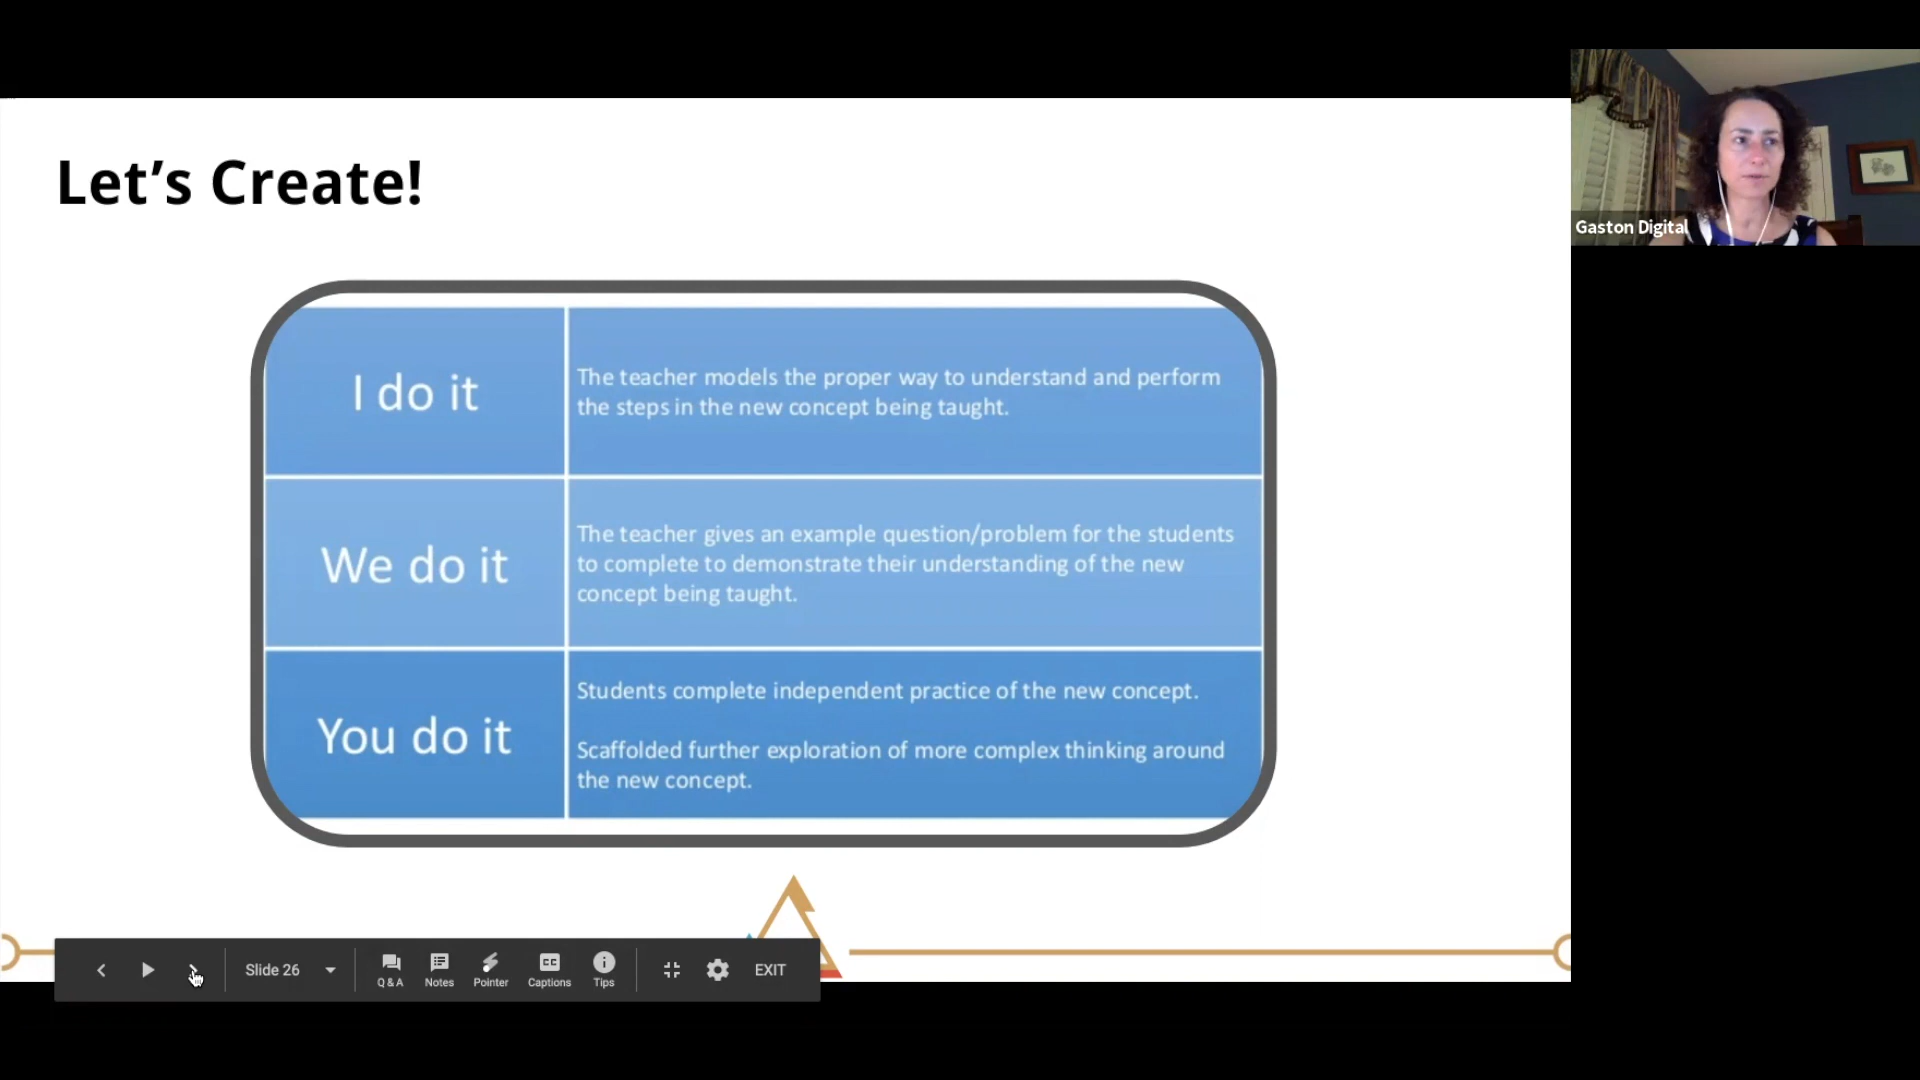 Let’s Create!
Gaston Digital
I do it
The teacher models the proper way to understand and perform
the steps in the new concept being taught.
We do it
The teacher gives an example question/problem for the students
to complete to demonstrate their understanding of the new
concept being taught.
You do it
Students complete independent practice of the new concept.
Scaffolded further exploration of more complex thinking around
the new concept.
Slide 26
Q & A
Notes
Pointer
CC
Captions
Tips
EXIT